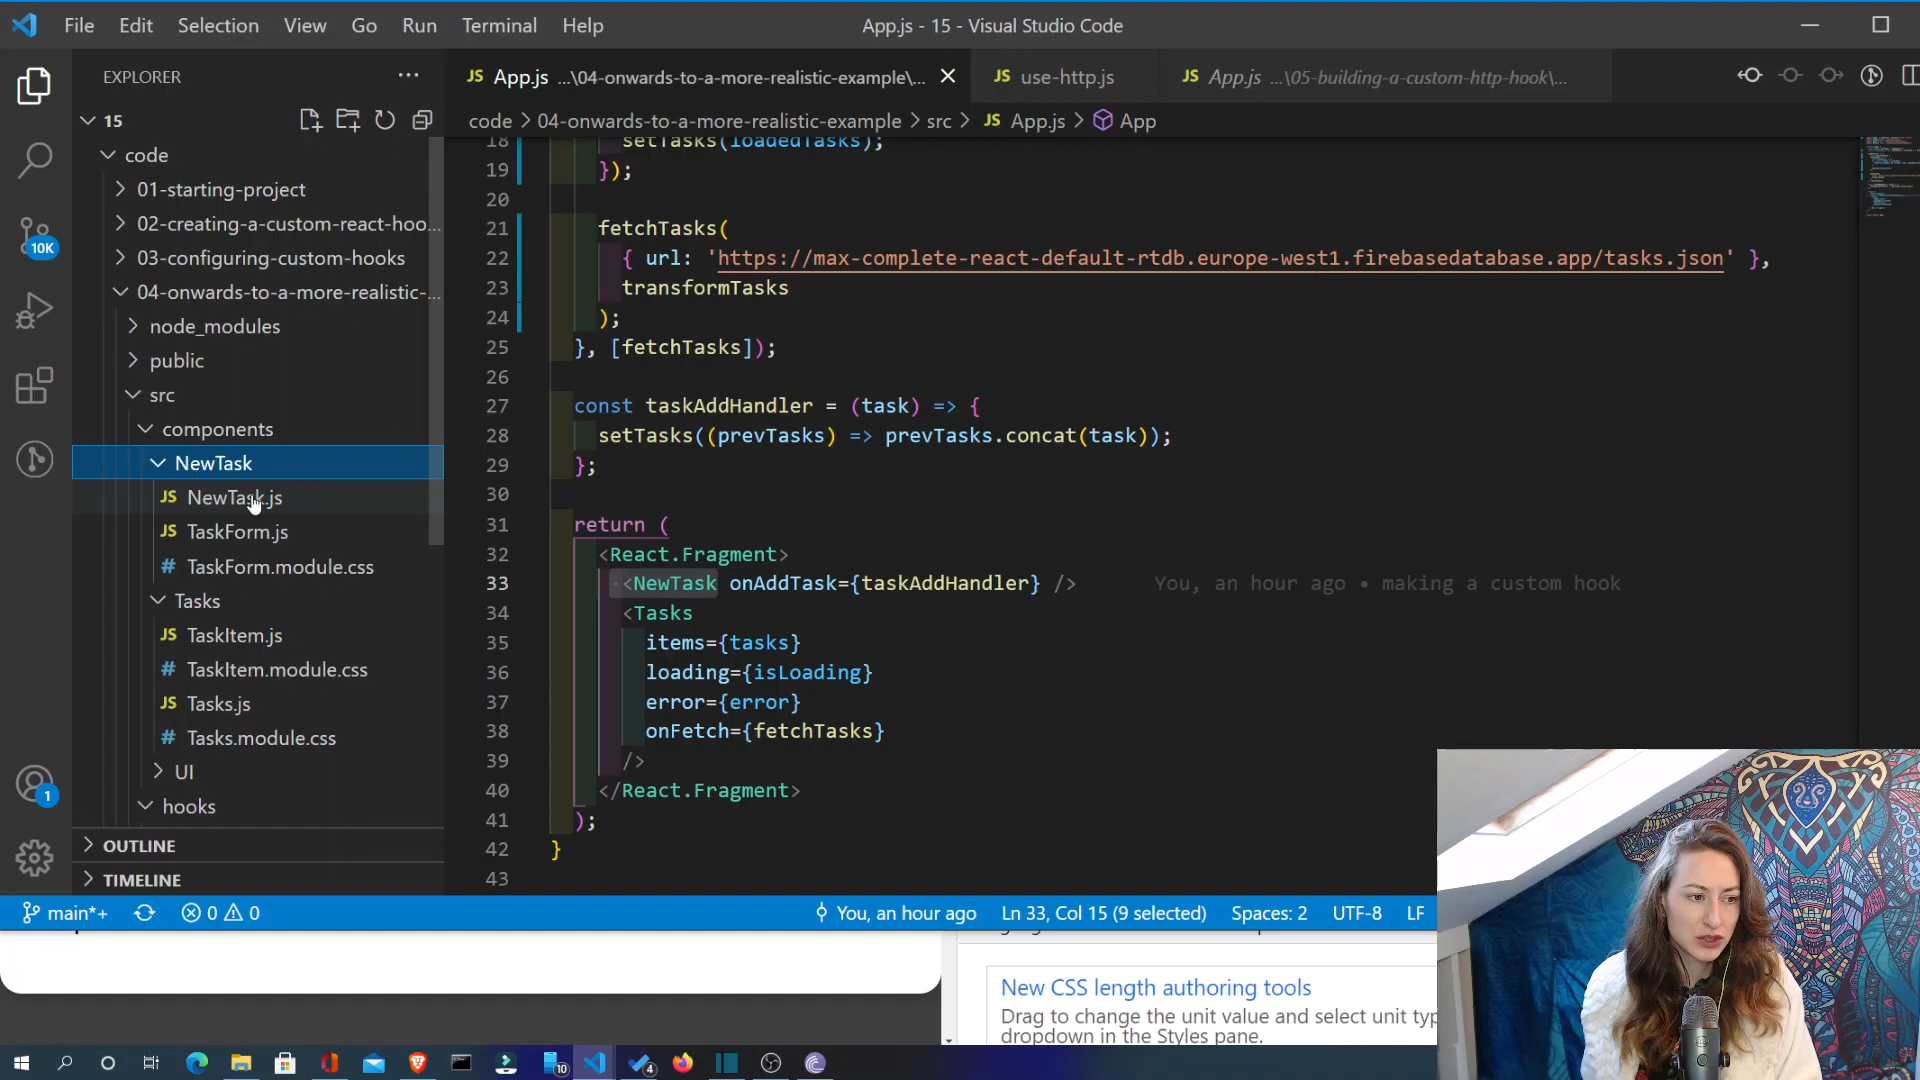 File Edit Selection View Go Run Terminal Help
App.js - 15 - Visual Studio Code
EXPLORER
15
code
01-starting-project
02-creating-a-custom-react-hoo...
03-configuring-custom-hooks
04-onwards-to-a-more-realistic-...
node_modules
public
src
components
NewTask
JS NewTask.js
JS TaskForm.js
# TaskForm.module.css
Tasks
JS TaskItem.js
# TaskItem.module.css
JS Tasks.js
# Tasks.module.css
UI
hooks
OUTLINE
TIMELINE
10K
1
JS App.js ...\04-onwards-to-a-more-realistic-example\...
JS use-http.js
JS App.js ...\05-building-a-custom-http-hook\...
code > 04-onwards-to-a-more-realistic-example > src > JS App.js > App
18 setTasks(loadedTasks);
19 });
20
21 fetchTasks(
22 { url: 'https://max-complete-react-default-rtdb.europe-west1.firebasedatabase.app/tasks.json' },
23 transformTasks
24 );
25 }, [fetchTasks]);
26
27 const taskAddHandler = (task) => {
28 setTasks((prevTasks) => prevTasks.concat(task));
29 };
30
31 return (
32 <React.Fragment>
33 <NewTask onAddTask={taskAddHandler} /> You, an hour ago • making a custom hook
34 <Tasks
35 items={tasks}
36 loading={isLoading}
37 error={error}
38 onFetch={fetchTasks}
39 />
40 </React.Fragment>
41 );
42 }
43
main*+ 0 0 You, an hour ago Ln 33, Col 15 (9 selected) Spaces: 2 UTF-8 LF
New CSS length authoring tools
Drag to change the unit value and select unit typ
dropdown in the Styles pane.
10
4